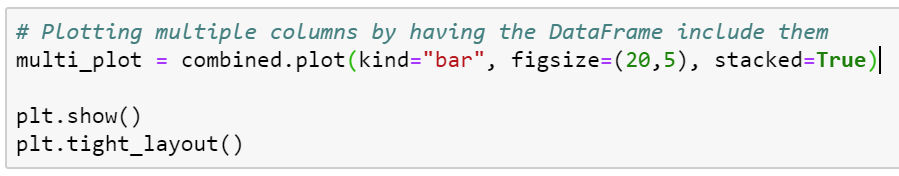 # Plotting multiple columns by having the DataFrame include them
multi_plot = combined.plot(kind="bar", figsize=(20,5), stacked=True)
plt.show()
plt.tight_layout()